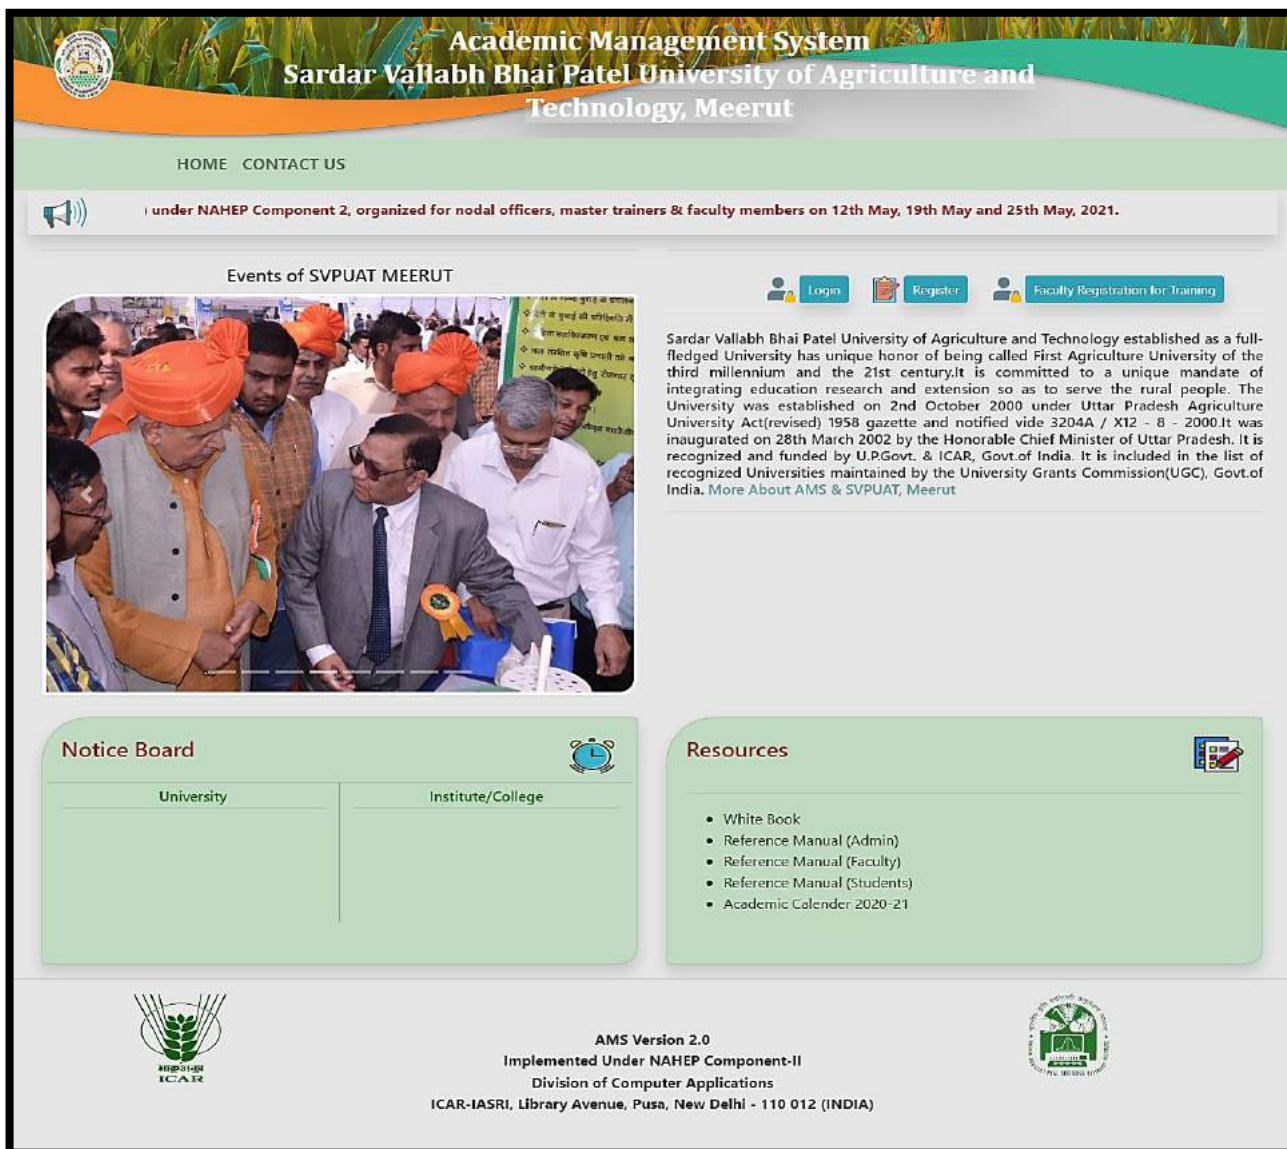 Academic Management System
Sardar Vallabh Bhai Patel University of Agriculture and
Technology, Meerut
HOME CONTACT US
under NAHEP Component 2, organized for nodal officers, master trainers & faculty members on 12th May, 19th May and 25th May, 2021.
Events of SVPUAT MEERUT
Login Register Faculty Registration for Training
Sardar Vallabh Bhai Patel University of Agriculture and Technology established as a full-
fledged University has unique honor of being called First Agriculture University of the
third millennium and the 21st century.It is committed to a unique mandate of
integrating education research and extension so as to serve the rural people. The
University was established on 2nd October 2000 under Uttar Pradesh Agriculture
University Act(revised) 1958 gazette and notified vide 3204A / X12 - 8 - 2000.It was
inaugurated on 28th March 2002 by the Honorable Chief Minister of Uttar Pradesh. It is
recognized and funded by U.P.Govt. & ICAR, Govt.of India. It is included in the list of
recognized Universities maintained by the University Grants Commission(UGC), Govt.of
India. More About AMS & SVPUAT, Meerut
Notice Board
University
Institute/College
Resources
White Book
Reference Manual (Admin)
Reference Manual (Faculty)
Reference Manual (Students)
Academic Calender 2020-21
भाकृअनुप
ICAR
AMS Version 2.0
Implemented Under NAHEP Component-II
Division of Computer Applications
ICAR-IASRI, Library Avenue, Pusa, New Delhi - 110 012 (INDIA)